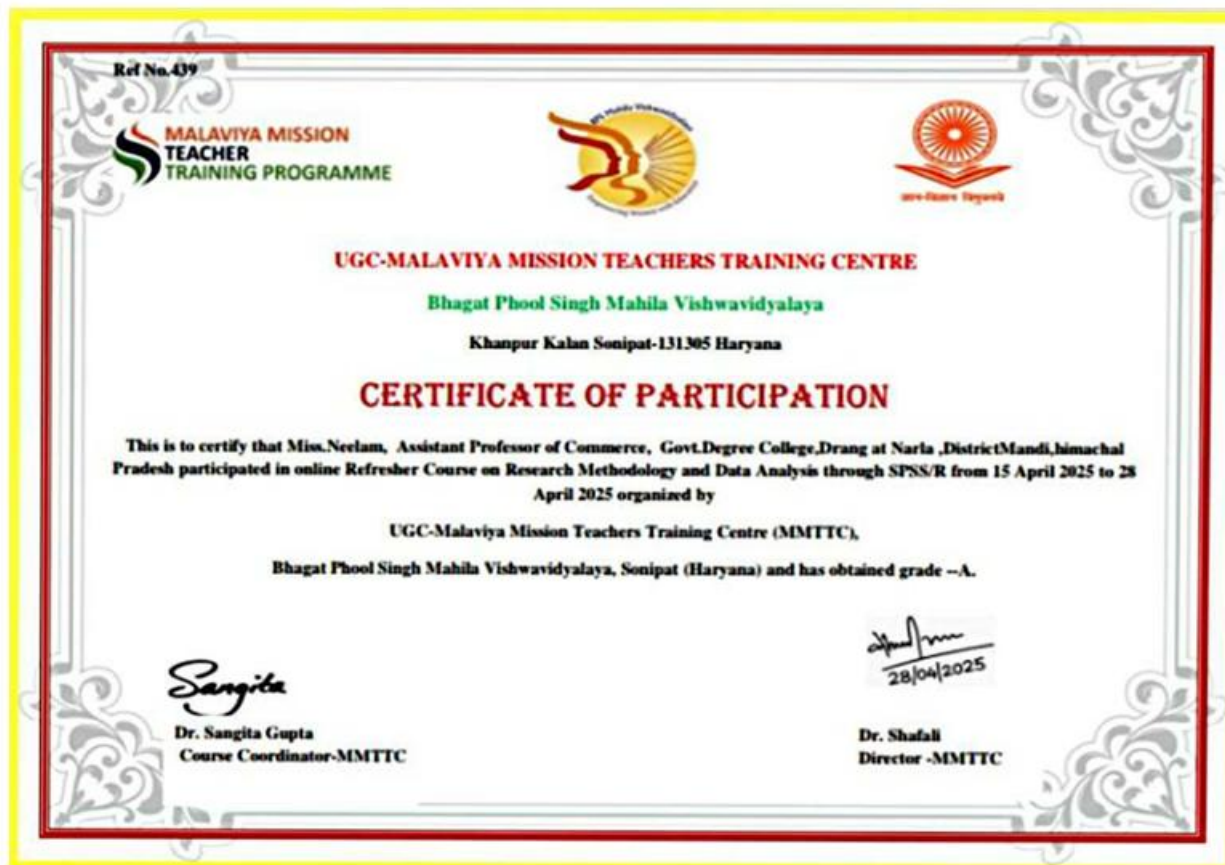 Ref No.439
MALAVIYA MISSION
TEACHER
TRAINING PROGRAMME
BPS Mahila Vishwavidyalaya
ज्ञान-विज्ञान विमुक्तये
UGC-MALAVIYA MISSION TEACHERS TRAINING CENTRE
Bhagat Phool Singh Mahila Vishwavidyalaya
Khanpur Kalan Sonipat-131305 Haryana
CERTIFICATE OF PARTICIPATION
This is to certify that Miss.Neelam, Assistant Professor of Commerce, Govt.Degree College,Drang at Narla ,DistrictMandi,himachal
Pradesh participated in online Refresher Course on Research Methodology and Data Analysis through SPSS/R from 15 April 2025 to 28
April 2025 organized by
UGC-Malaviya Mission Teachers Training Centre (MMTTC),
Bhagat Phool Singh Mahila Vishwavidyalaya, Sonipat (Haryana) and has obtained grade --A.
Sangita
28/04/2025
Dr. Sangita Gupta
Course Coordinator-MMTTC
Dr. Shafali
Director -MMTTC